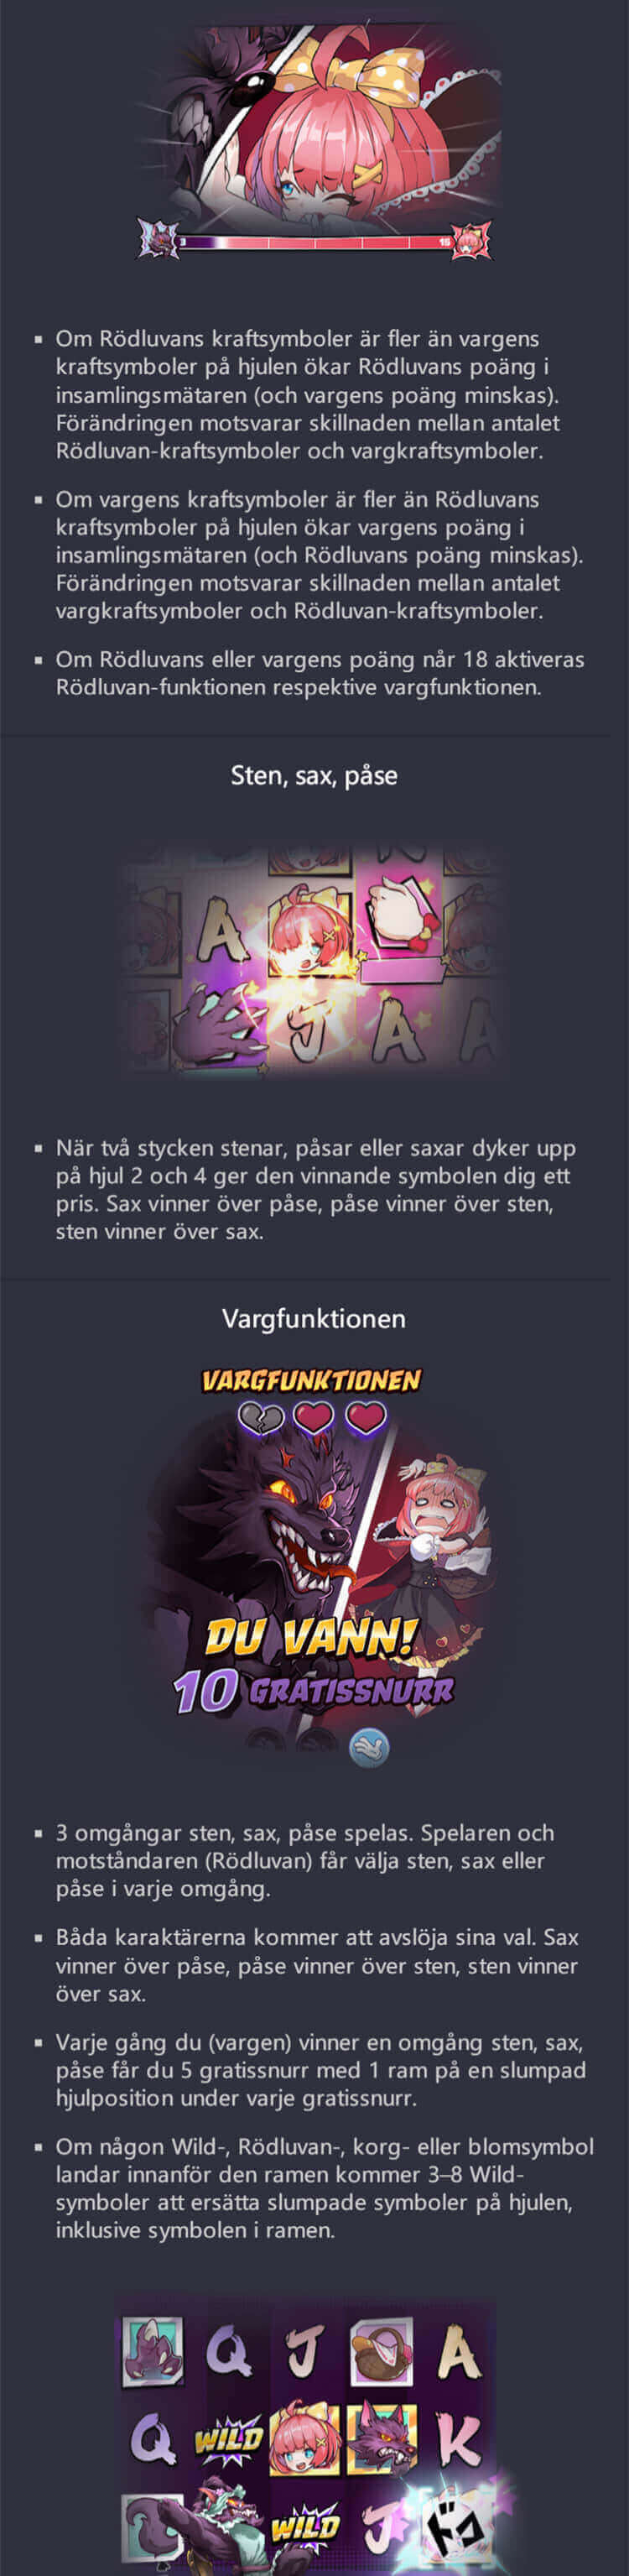 3
15
Om Rödluvans kraftsymboler är fler än vargens
kraftsymboler på hjulen ökar Rödluvans poäng i
insamlingsmätaren (och vargens poäng minskas).
Förändringen motsvarar skillnaden mellan antalet
Rödluvan-kraftsymboler och vargkraftsymboler.
Om vargens kraftsymboler är fler än Rödluvans
kraftsymboler på hjulen ökar vargens poäng i
insamlingsmätaren (och Rödluvans poäng minskas).
Förändringen motsvarar skillnaden mellan antalet
vargkraftsymboler och Rödluvan-kraftsymboler.
Om Rödluvans eller vargens poäng når 18 aktiveras
Rödluvan-funktionen respektive vargfunktionen.
Sten, sax, påse
A
J A A
När två stycken stenar, påsar eller saxar dyker upp
på hjul 2 och 4 ger den vinnande symbolen dig ett
pris. Sax vinner över påse, påse vinner över sten,
sten vinner över sax.
Vargfunktionen
VARGFUNKTIONEN
DU VANN!
10 GRATISSNURR
3 omgångar sten, sax, påse spelas. Spelaren och
motståndaren (Rödluvan) får välja sten, sax eller
påse i varje omgång.
Båda karaktärerna kommer att avslöja sina val. Sax
vinner över påse, påse vinner över sten, sten vinner
över sax.
Varje gång du (vargen) vinner en omgång sten, sax,
påse får du 5 gratissnurr med 1 ram på en slumpad
hjulposition under varje gratissnurr.
Om någon Wild-, Rödluvan-, korg- eller blomsymbol
landar innanför den ramen kommer 3–8 Wild-
symboler att ersätta slumpade symboler på hjulen,
inklusive symbolen i ramen.
Q J A
Q WILD K
WILD J ドコ